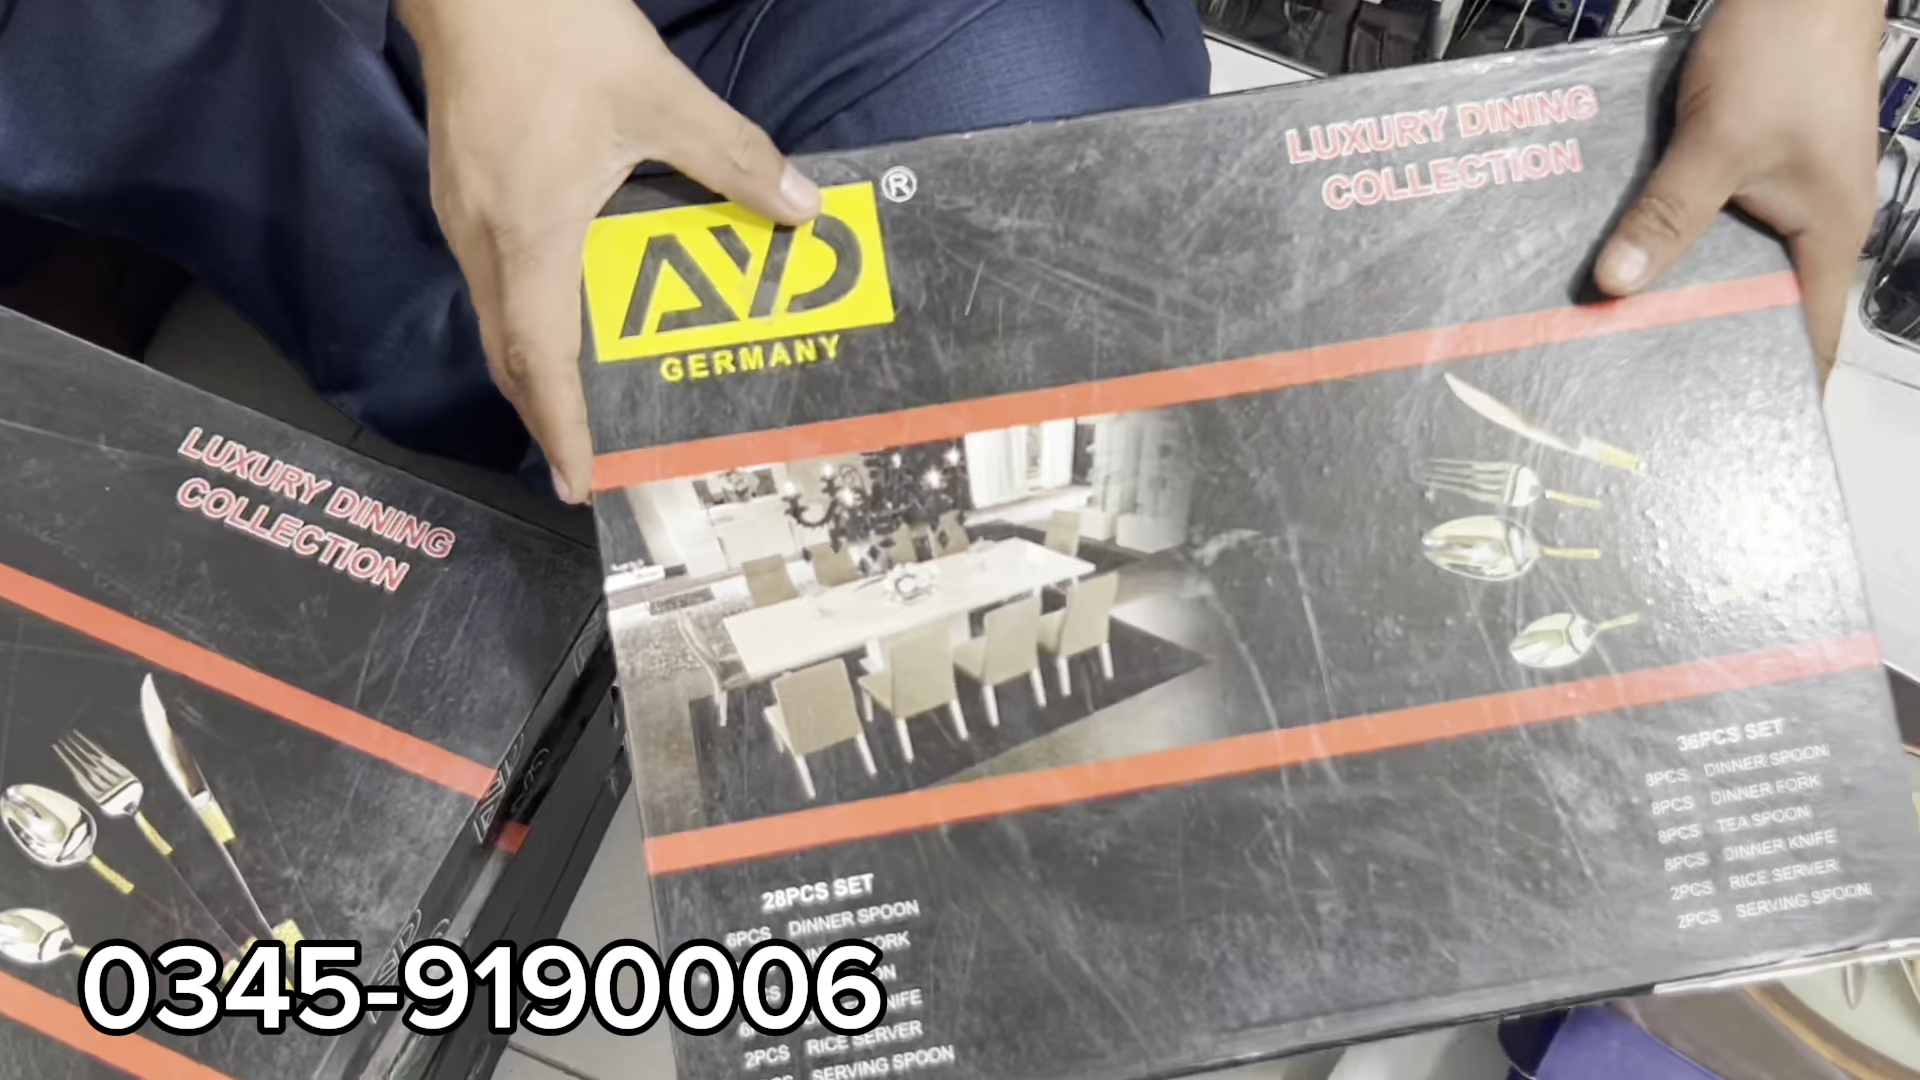 LUXURY DINING
COLLECTION
AYD ®
GERMANY
LUXURY DINING
COLLECTION
36PCS SET
8PCS DINNER SPOON
8PCS DINNER FORK
8PCS TEA SPOON
8PCS DINNER KNIFE
2PCS RICE SERVER
2PCS SERVING SPOON
28PCS SET
6PCS DINNER SPOON
2PCS RICE SERVER
SERVING SPOON
0345-9190006